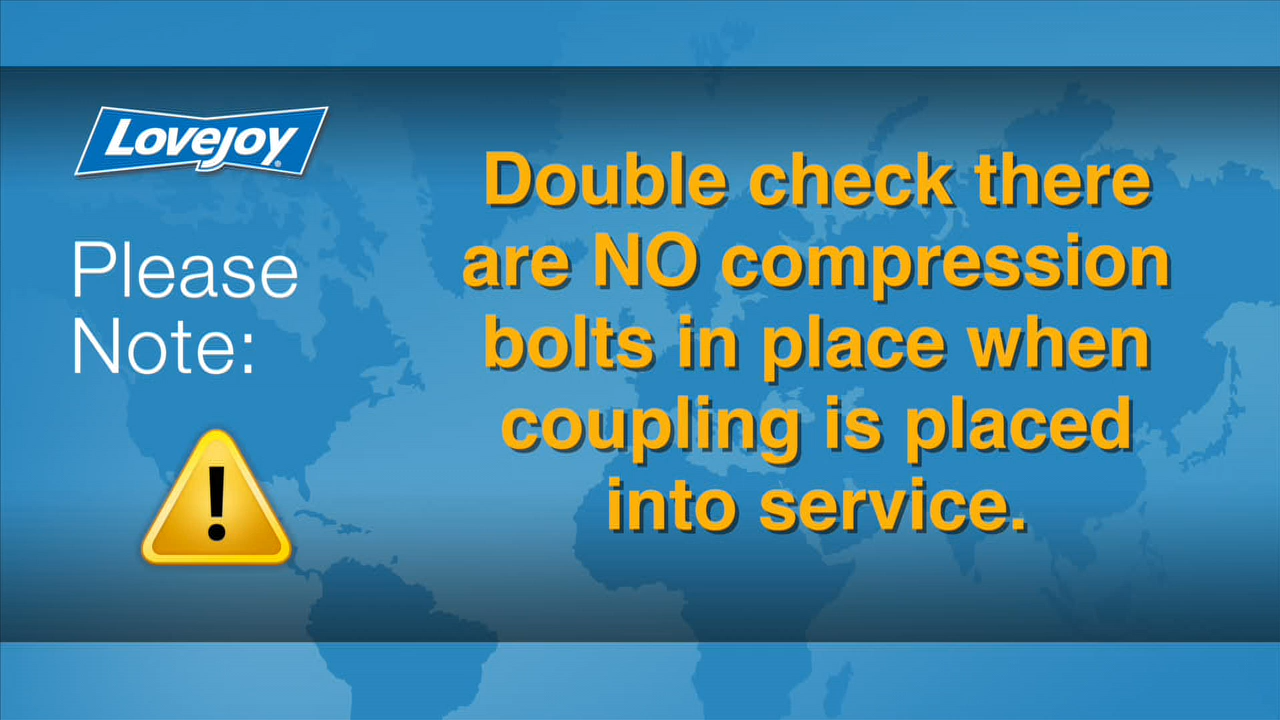 Lovejoy®
Please
Note:
!
Double check there
are NO compression
bolts in place when
coupling is placed
into service.